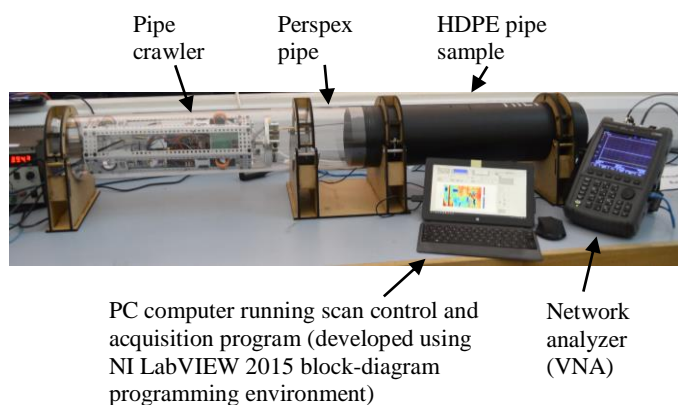 Pipe
crawler
Perspex
pipe
HDPE pipe
sample
PC computer running scan control and
acquisition program (developed using
NI LabVIEW 2015 block-diagram
programming environment)
Network
analyzer
(VNA)